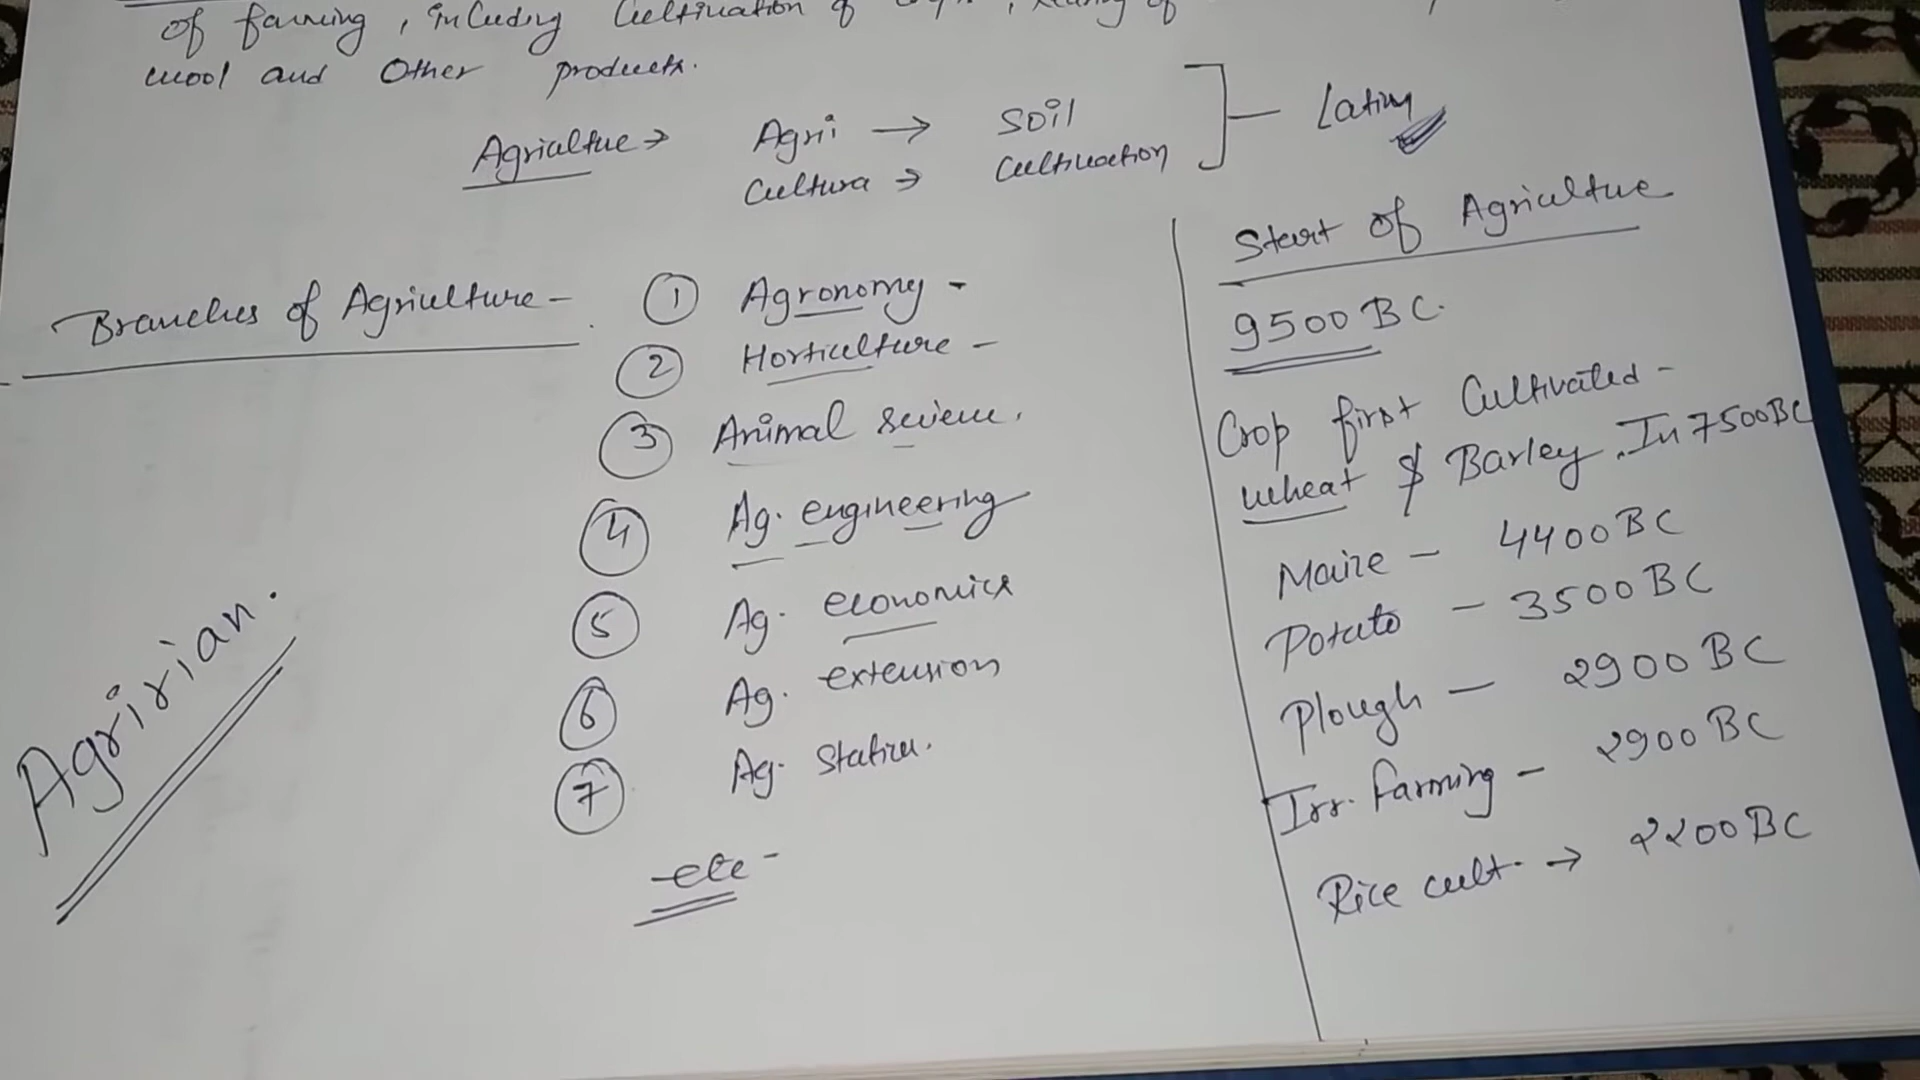 of farming, including Cultivation of
wool and Other products.
Agricultue → Agri → Soil
Cultura → Cultivation
Latin
Branches of Agriculture -
① Agronomy -
② Horticulture -
③ Animal science.
④ Ag. engineering
⑤ Ag. economics
⑥ Ag. extension
⑦ Ag.
etc -
Agririan.
Start of Agricultue
9500 BC.
Crop first Cultivated -
wheat & Barley. In 7500 BC
Maize - 4400 BC
Potato - 3500 BC
Plough - 2900 BC
Irr. farming - 2900 BC
Rice cult. → 2200 BC